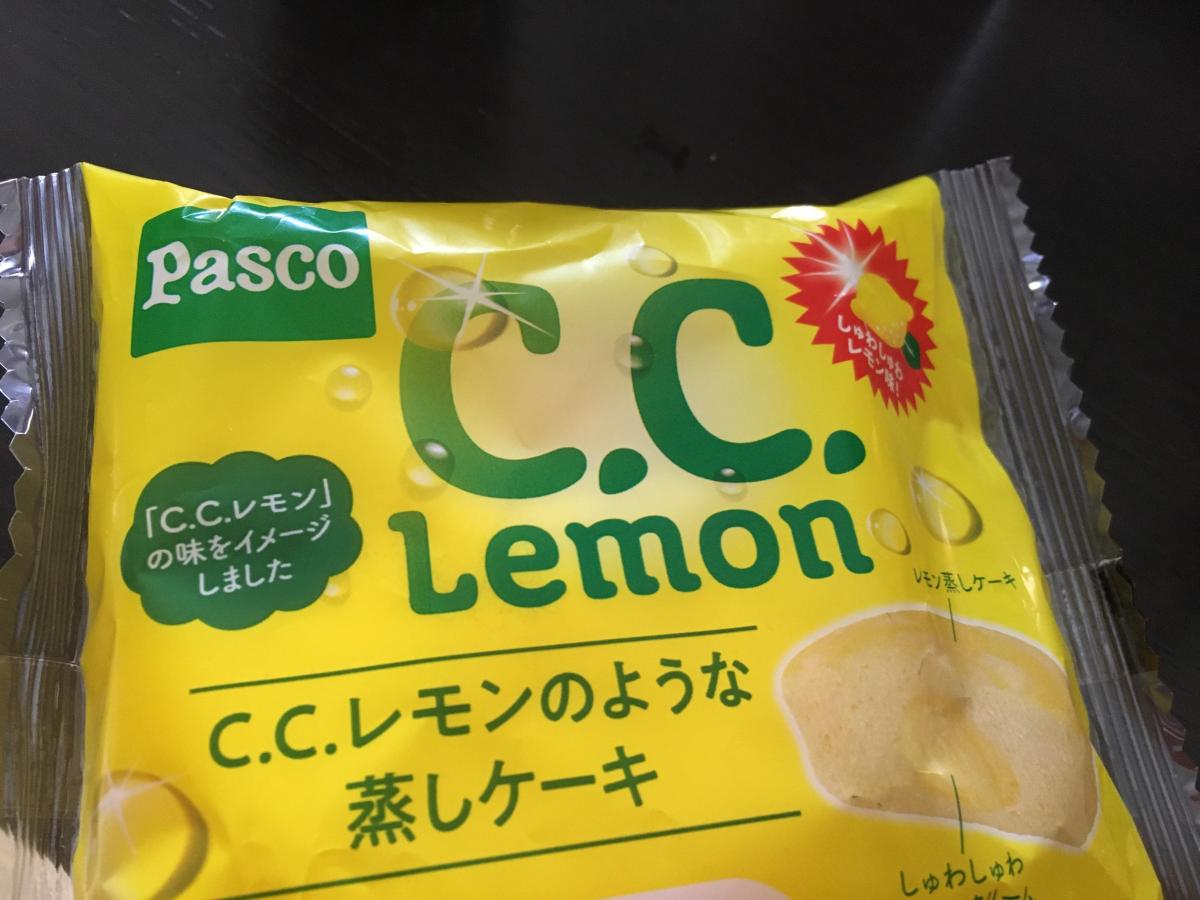 Pasco
C.C.
Lemon
しゅわしゅわ
レモン味!
「C.C.レモン」
の味をイメージ
しました
レモン蒸しケーキ
C.C.レモンのような
蒸しケーキ
しゅわしゅわ